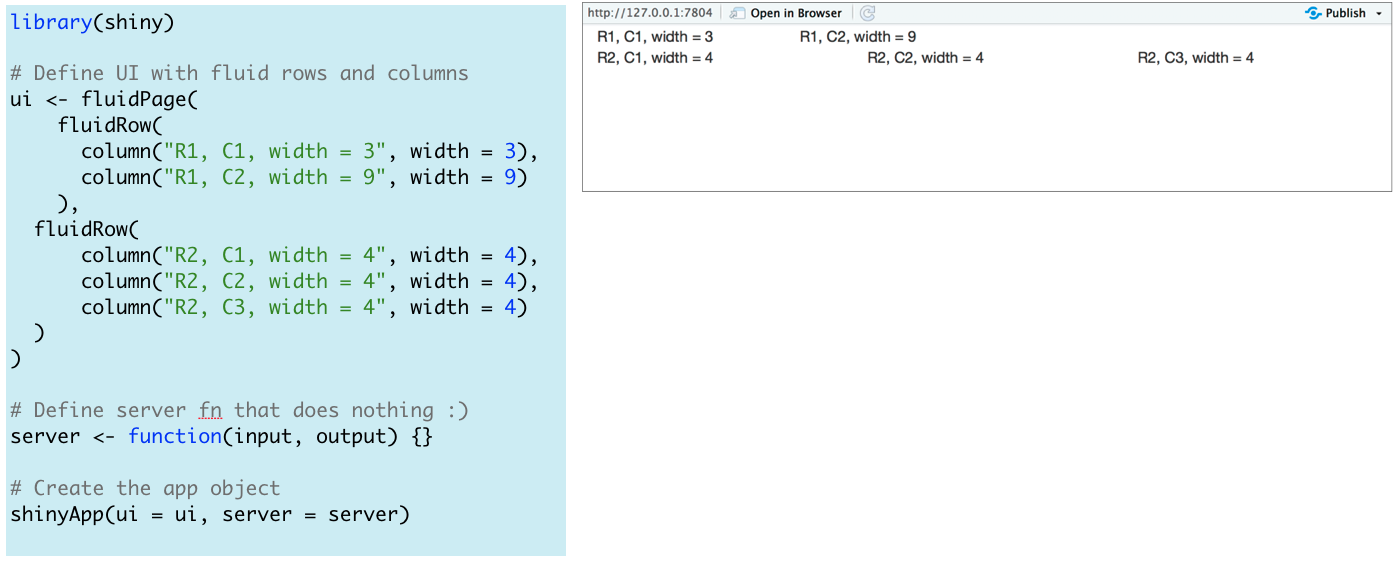 library(shiny)
# Define UI with fluid rows and columns
ui <- fluidPage(
    fluidRow(
      column("R1, C1, width = 3", width = 3),
      column("R1, C2, width = 9", width = 9)
    ),
  fluidRow(
      column("R2, C1, width = 4", width = 4),
      column("R2, C2, width = 4", width = 4),
      column("R2, C3, width = 4", width = 4)
  )
)
# Define server fn that does nothing :)
server <- function(input, output) {}
# Create the app object
shinyApp(ui = ui, server = server)
http://127.0.0.1:7804 Open in Browser Publish
R1, C1, width = 3 R1, C2, width = 9
R2, C1, width = 4 R2, C2, width = 4 R2, C3, width = 4